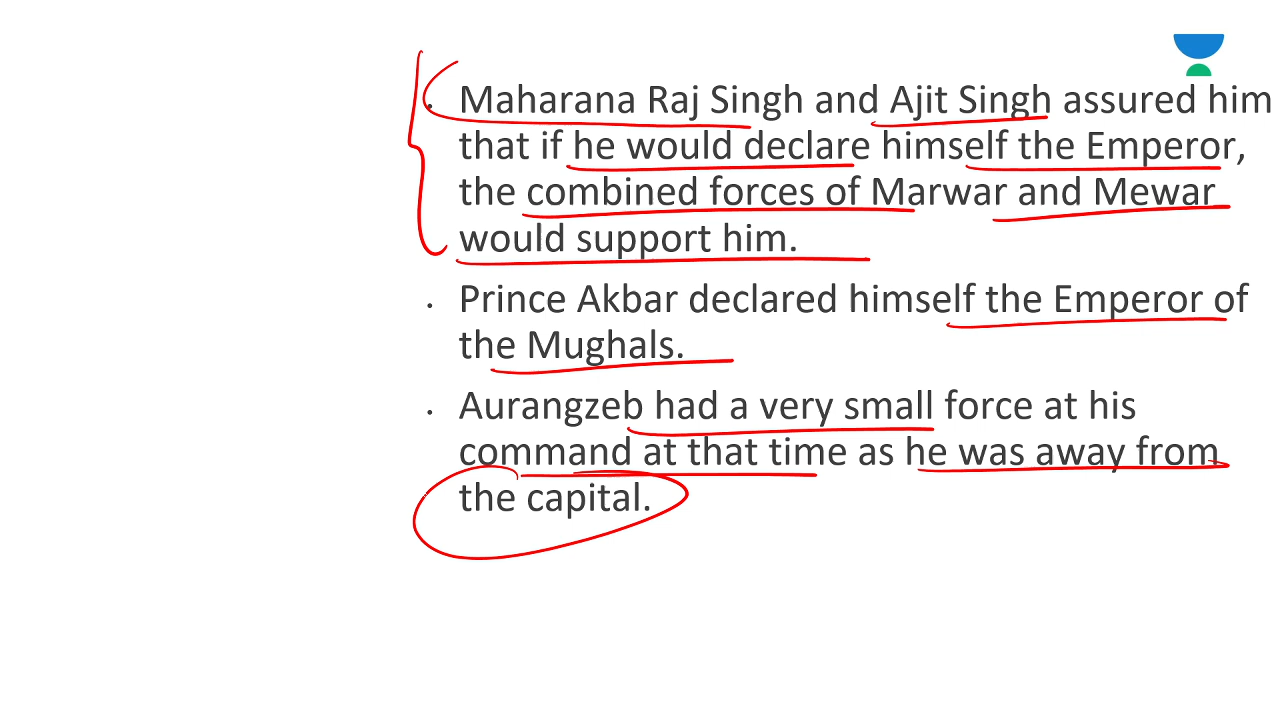 • Maharana Raj Singh and Ajit Singh assured him
that if he would declare himself the Emperor,
the combined forces of Marwar and Mewar
would support him.
• Prince Akbar declared himself the Emperor of
the Mughals.
• Aurangzeb had a very small force at his
command at that time as he was away from
the capital.